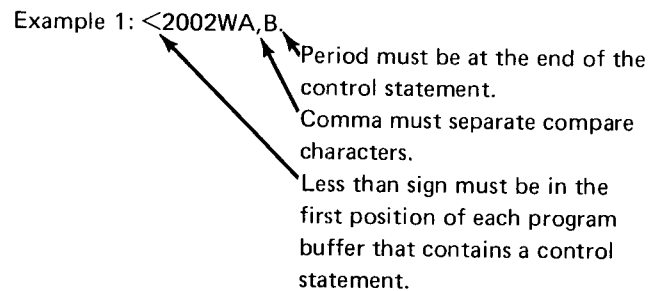 Example 1: <2002WA,B.
Period must be at the end of the
control statement.
Comma must separate compare
characters.
Less than sign must be in the
first position of each program
buffer that contains a control
statement.